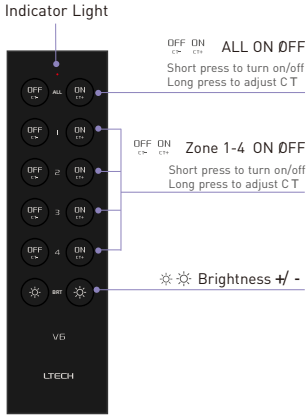 Indicator Light
OFF ON ALL ON/OFF
CT- CT+
Short press to turn on/off
Long press to adjust CT
OFF ALL ON
CT- CT+
OFF 1 ON
CT- CT+
OFF ON Zone 1-4 ON/OFF
CT- CT+
Short press to turn on/off
Long press to adjust CT
OFF 2 ON
CT- CT+
OFF 3 ON
CT- CT+
OFF 4 ON
CT- CT+
BRT
Brightness +/ -
V6
LTECH